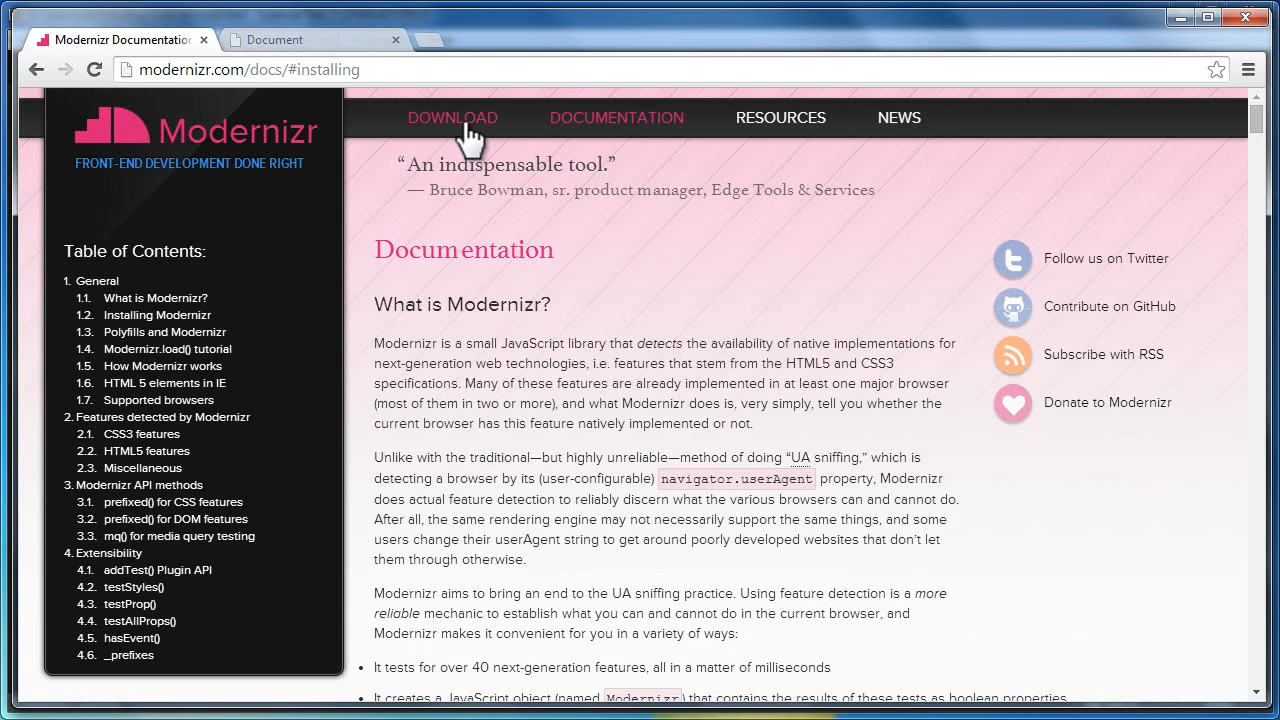 Modernizr Documentation
Document
modernizr.com/docs/#installing
Modernizr
FRONT-END DEVELOPMENT DONE RIGHT
DOWNLOAD
DOCUMENTATION
RESOURCES
NEWS
“An indispensable tool.”
— Bruce Bowman, sr. product manager, Edge Tools & Services
Table of Contents:
1. General
1.1. What is Modernizr?
1.2. Installing Modernizr
1.3. Polyfills and Modernizr
1.4. Modernizr.load() tutorial
1.5. How Modernizr works
1.6. HTML 5 elements in IE
1.7. Supported browsers
2. Features detected by Modernizr
2.1. CSS3 features
2.2. HTML5 features
2.3. Miscellaneous
3. Modernizr API methods
3.1. prefixed() for CSS features
3.2. prefixed() for DOM features
3.3. mq() for media query testing
4. Extensibility
4.1. addTest() Plugin API
4.2. testStyles()
4.3. testProp()
4.4. testAllProps()
4.5. hasEvent()
4.6. _prefixes
Documentation
What is Modernizr?
Modernizr is a small JavaScript library that detects the availability of native implementations for
next-generation web technologies, i.e. features that stem from the HTML5 and CSS3
specifications. Many of these features are already implemented in at least one major browser
(most of them in two or more), and what Modernizr does is, very simply, tell you whether the
current browser has this feature natively implemented or not.
Unlike with the traditional—but highly unreliable—method of doing “UA sniffing,” which is
detecting a browser by its (user-configurable) navigator.userAgent property, Modernizr
does actual feature detection to reliably discern what the various browsers can and cannot do.
After all, the same rendering engine may not necessarily support the same things, and some
users change their userAgent string to get around poorly developed websites that don’t let
them through otherwise.
Modernizr aims to bring an end to the UA sniffing practice. Using feature detection is a more
reliable mechanic to establish what you can and cannot do in the current browser, and
Modernizr makes it convenient for you in a variety of ways:
• It tests for over 40 next-generation features, all in a matter of milliseconds
• It creates a JavaScript object (named Modernizr) that contains the results of these tests as boolean properties
Follow us on Twitter
Contribute on GitHub
Subscribe with RSS
Donate to Modernizr